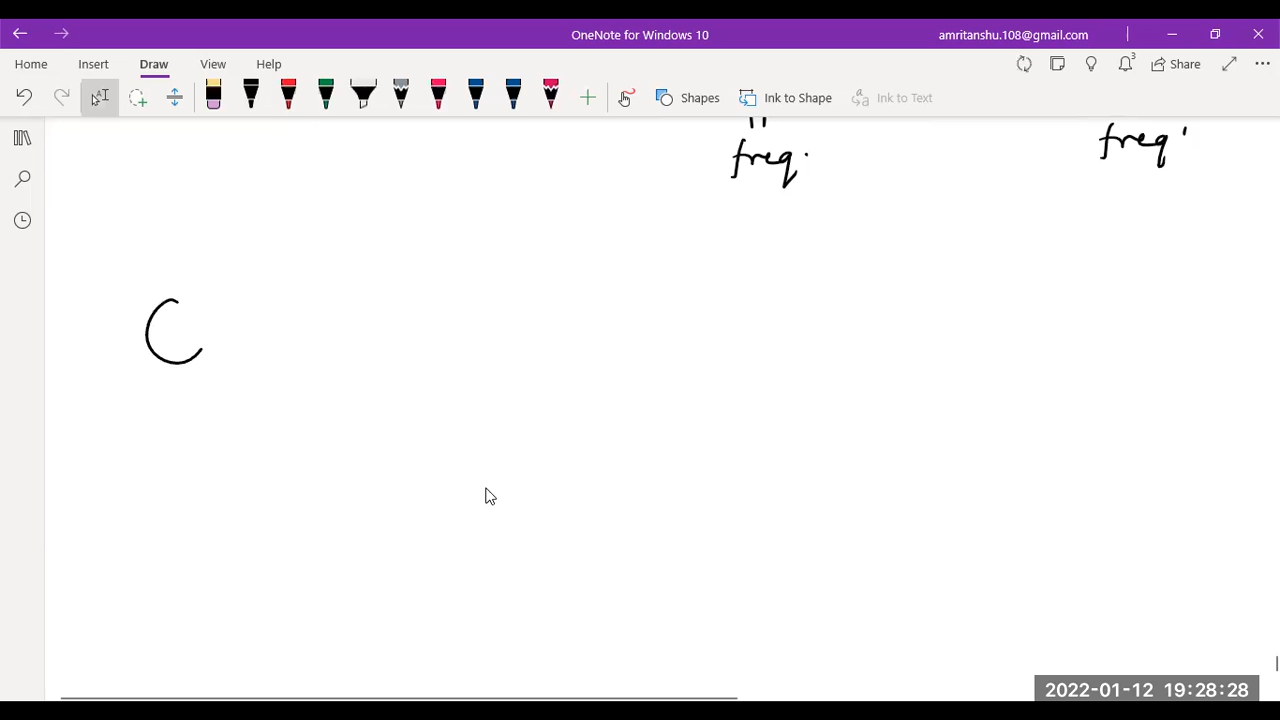 OneNote for Windows 10 amritanshu.108@gmail.com
Home Insert Draw View Help 3 Share
Shapes Ink to Shape Ink to Text
freq. freq'
C
2022-01-12 19:28:28